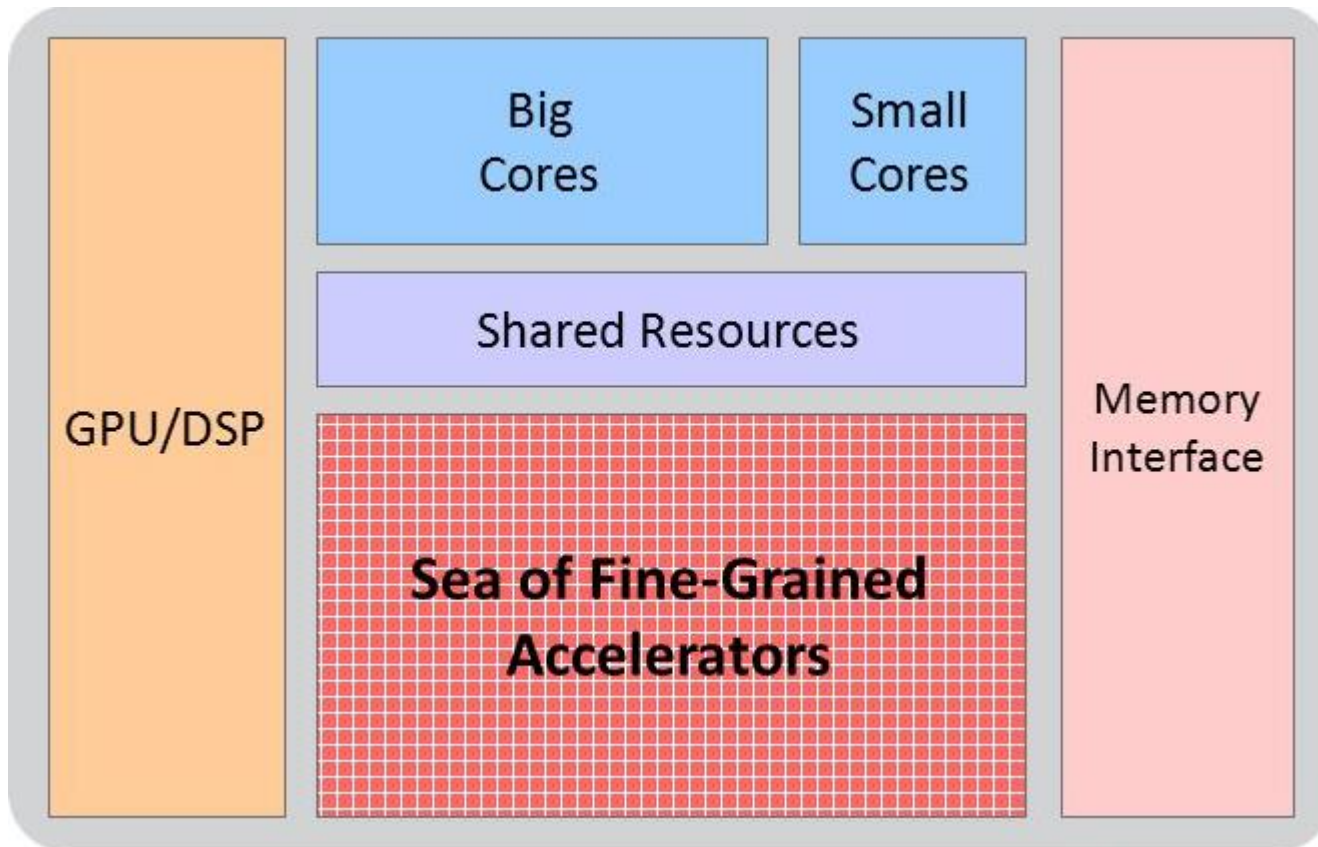 Big
Cores
Small
Cores
Shared Resources
GPU/DSP
Memory
Interface
Sea of Fine-Grained
Accelerators